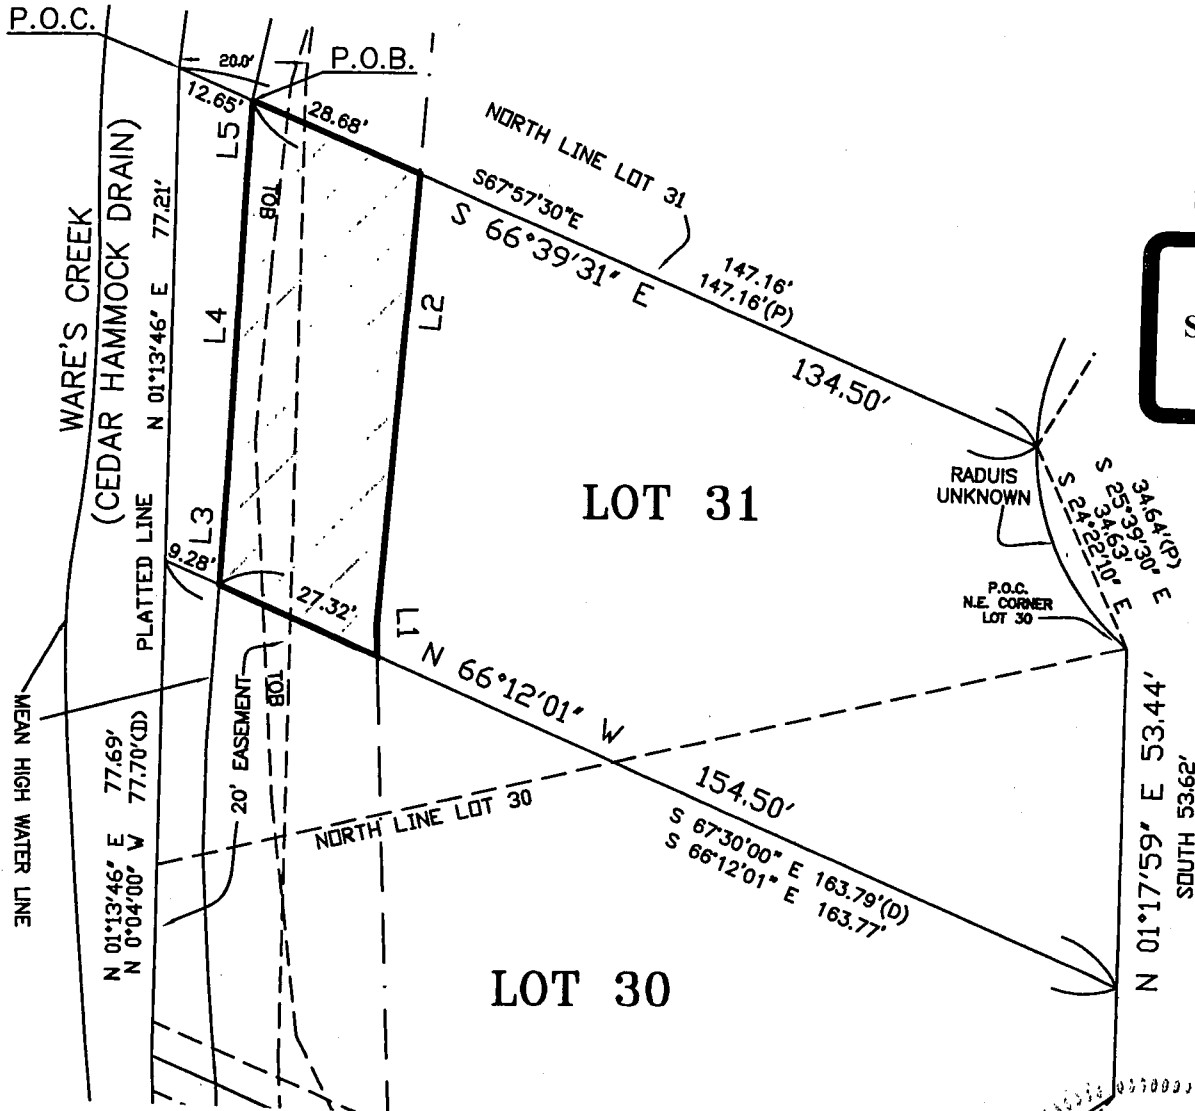 P.O.C.
20.0'
P.O.B.
12.65'
28.68'
L5
NORTH LINE LOT 31
S67°57'30"E
S 66°39'31" E
147.16'
147.16'(P)
134.50'
WARE'S CREEK
(CEDAR HAMMOCK DRAIN)
N 01°13'46" E 77.21'
PLATTED LINE
TOB
L4
L2
L3
9.28'
27.32'
L1
LOT 31
RADUIS
UNKNOWN
34.64'(P)
S 25°39'30" E
34.63'
S 24°22'10" E
P.O.C.
N.E. CORNER
LOT 30
N 66°12'01" W
154.50'
S 67°30'00" E 163.79'(D)
S 66°12'01" E 163.77'
MEAN HIGH WATER LINE
N 01°13'46" E 77.69'
N 0°04'00" W 77.70'(D)
20' EASEMENT
TOB
NORTH LINE LOT 30
LOT 30
N 01°17'59" E 53.44'
SOUTH 53.62'
S